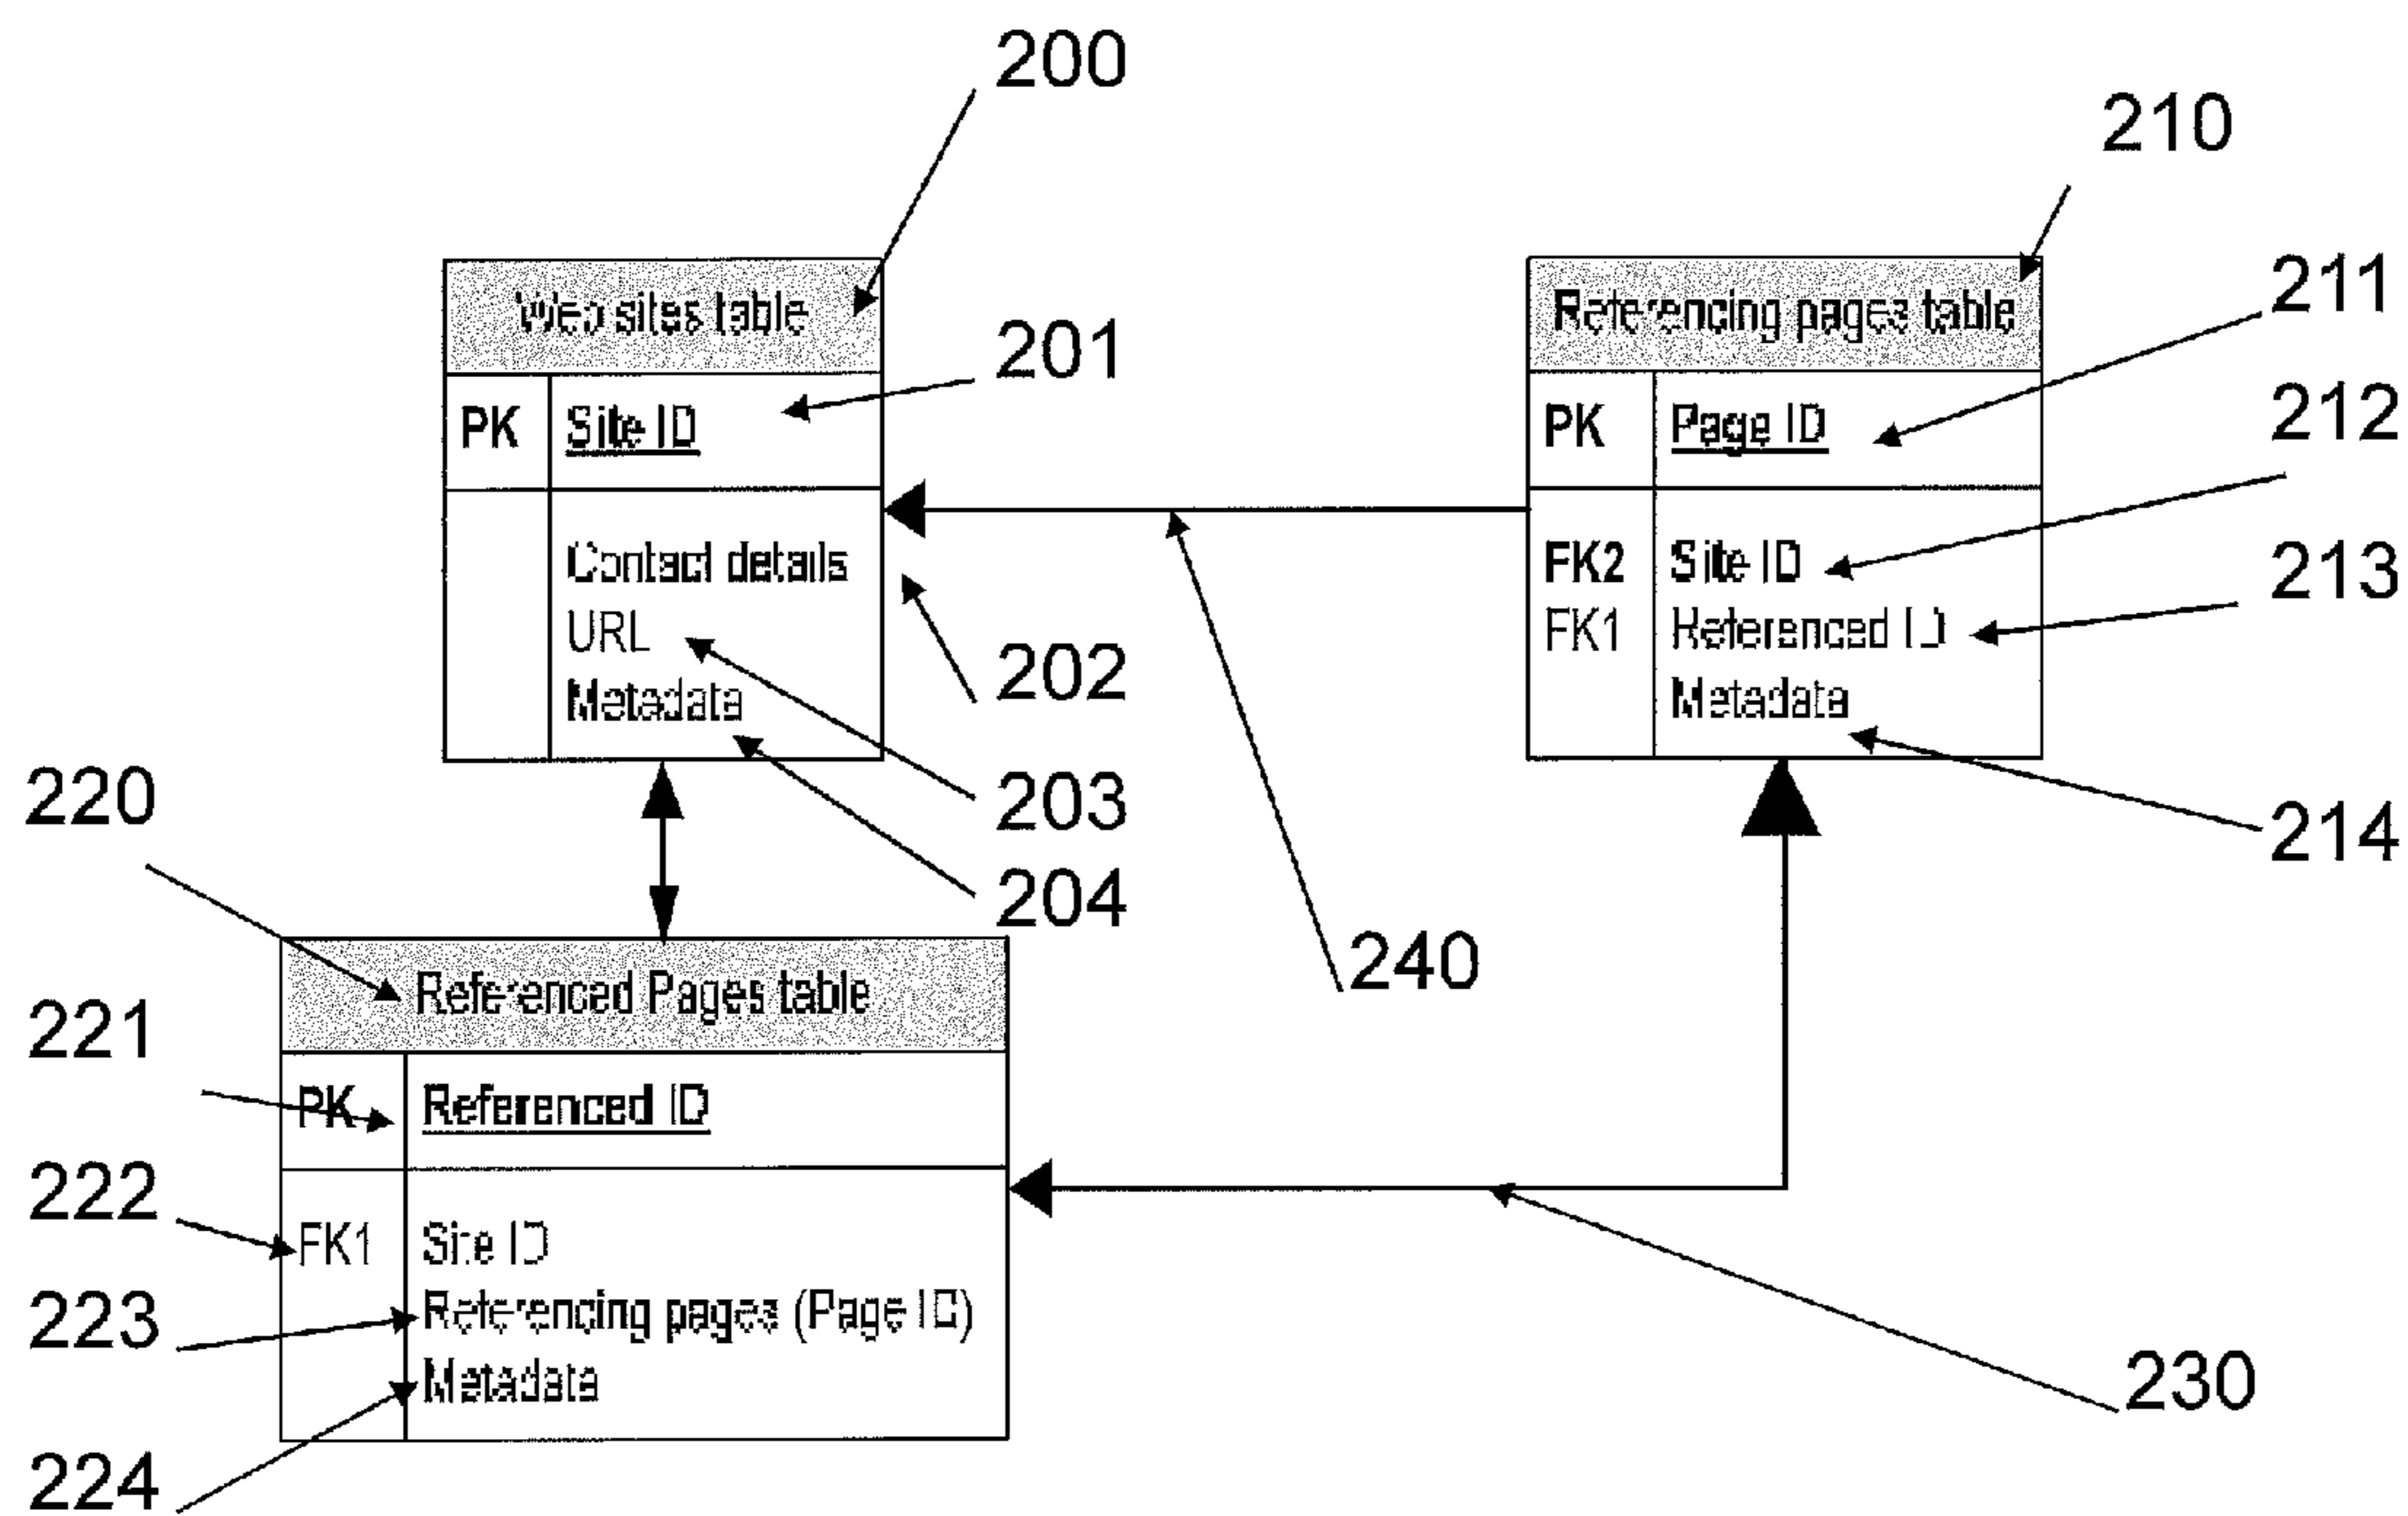 200
210
Web sites table
201
PK Site ID
Contact details
URL
Metadata
202
203
204
Referencing pages table
211
PK Page ID
212
FK2 Site ID
213
FK1 Referenced ID
Metadata
214
240
220
Referenced Pages table
221
PK Referenced ID
222
FK1 Site ID
223
Referencing pages (Page ID)
Metadata
224
230